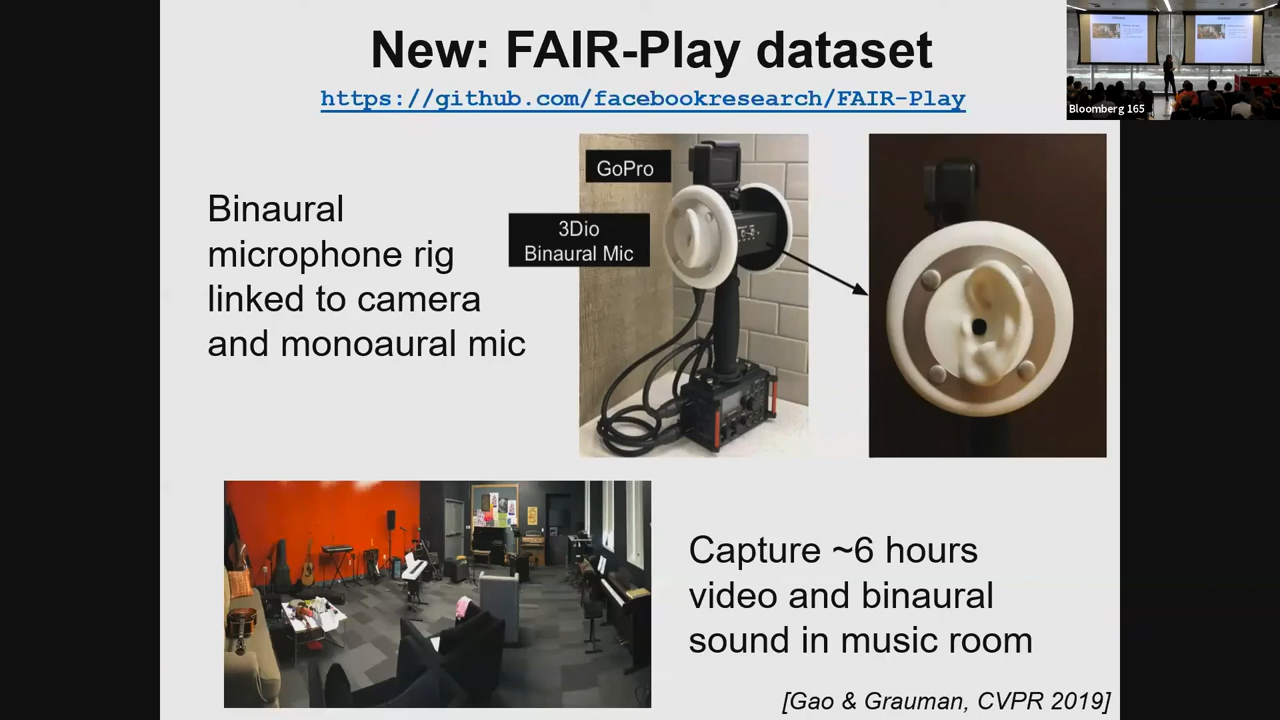 New: FAIR-Play dataset
https://github.com/facebookresearch/FAIR-Play
Bloomberg 165
GoPro
3Dio
Binaural Mic
Binaural
microphone rig
linked to camera
and monoaural mic
Capture ~6 hours
video and binaural
sound in music room
[Gao & Grauman, CVPR 2019]